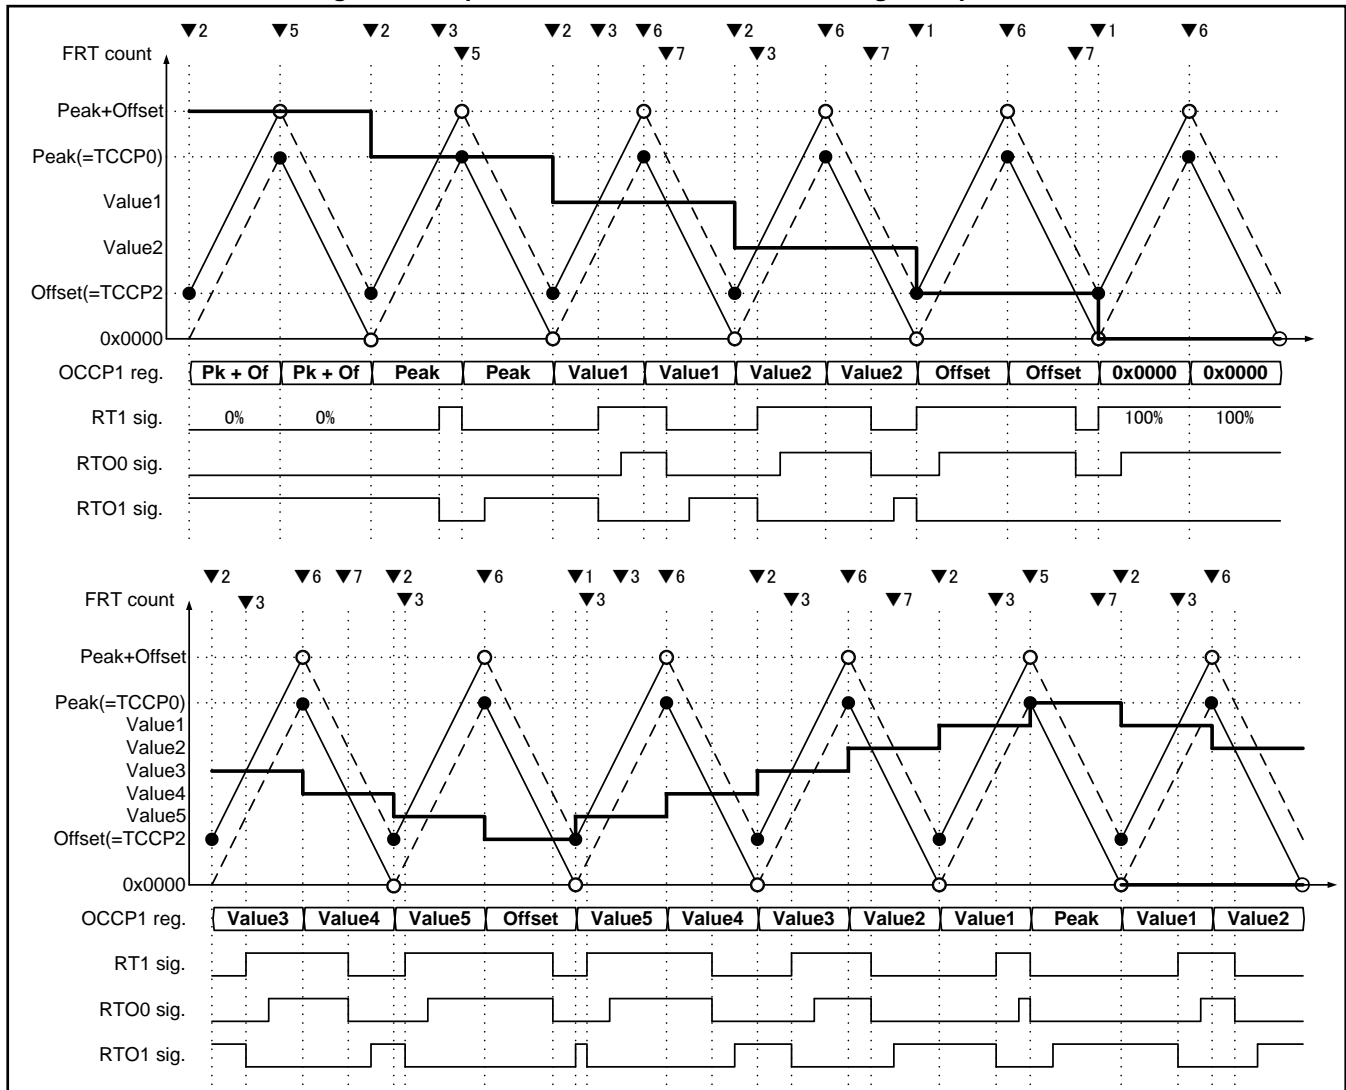 ▼2 ▼5 ▼2 ▼3 ▼2 ▼3 ▼6 ▼2 ▼6 ▼1 ▼6 ▼1 ▼6
FRT count ▼5 ▼7 ▼3 ▼7 ▼7
Peak+Offset
Peak(=TCCP0)
Value1
Value2
Offset(=TCCP2
0x0000
OCCP1 reg. Pk + Of Pk + Of Peak Peak Value1 Value1 Value2 Value2 Offset Offset 0x0000 0x0000
RT1 sig. 0% 0% 100% 100%
RTO0 sig.
RTO1 sig.
▼2 ▼6 ▼7 ▼2 ▼6 ▼1 ▼3 ▼6 ▼2 ▼6 ▼2 ▼5 ▼2 ▼6
FRT count ▼3 ▼3 ▼3 ▼3 ▼7 ▼3 ▼7 ▼3
Peak+Offset
Peak(=TCCP0)
Value1
Value2
Value3
Value4
Value5
Offset(=TCCP2
0x0000
OCCP1 reg. Value3 Value4 Value5 Offset Value5 Value4 Value3 Value2 Value1 Peak Value1 Value2
RT1 sig.
RTO0 sig.
RTO1 sig.